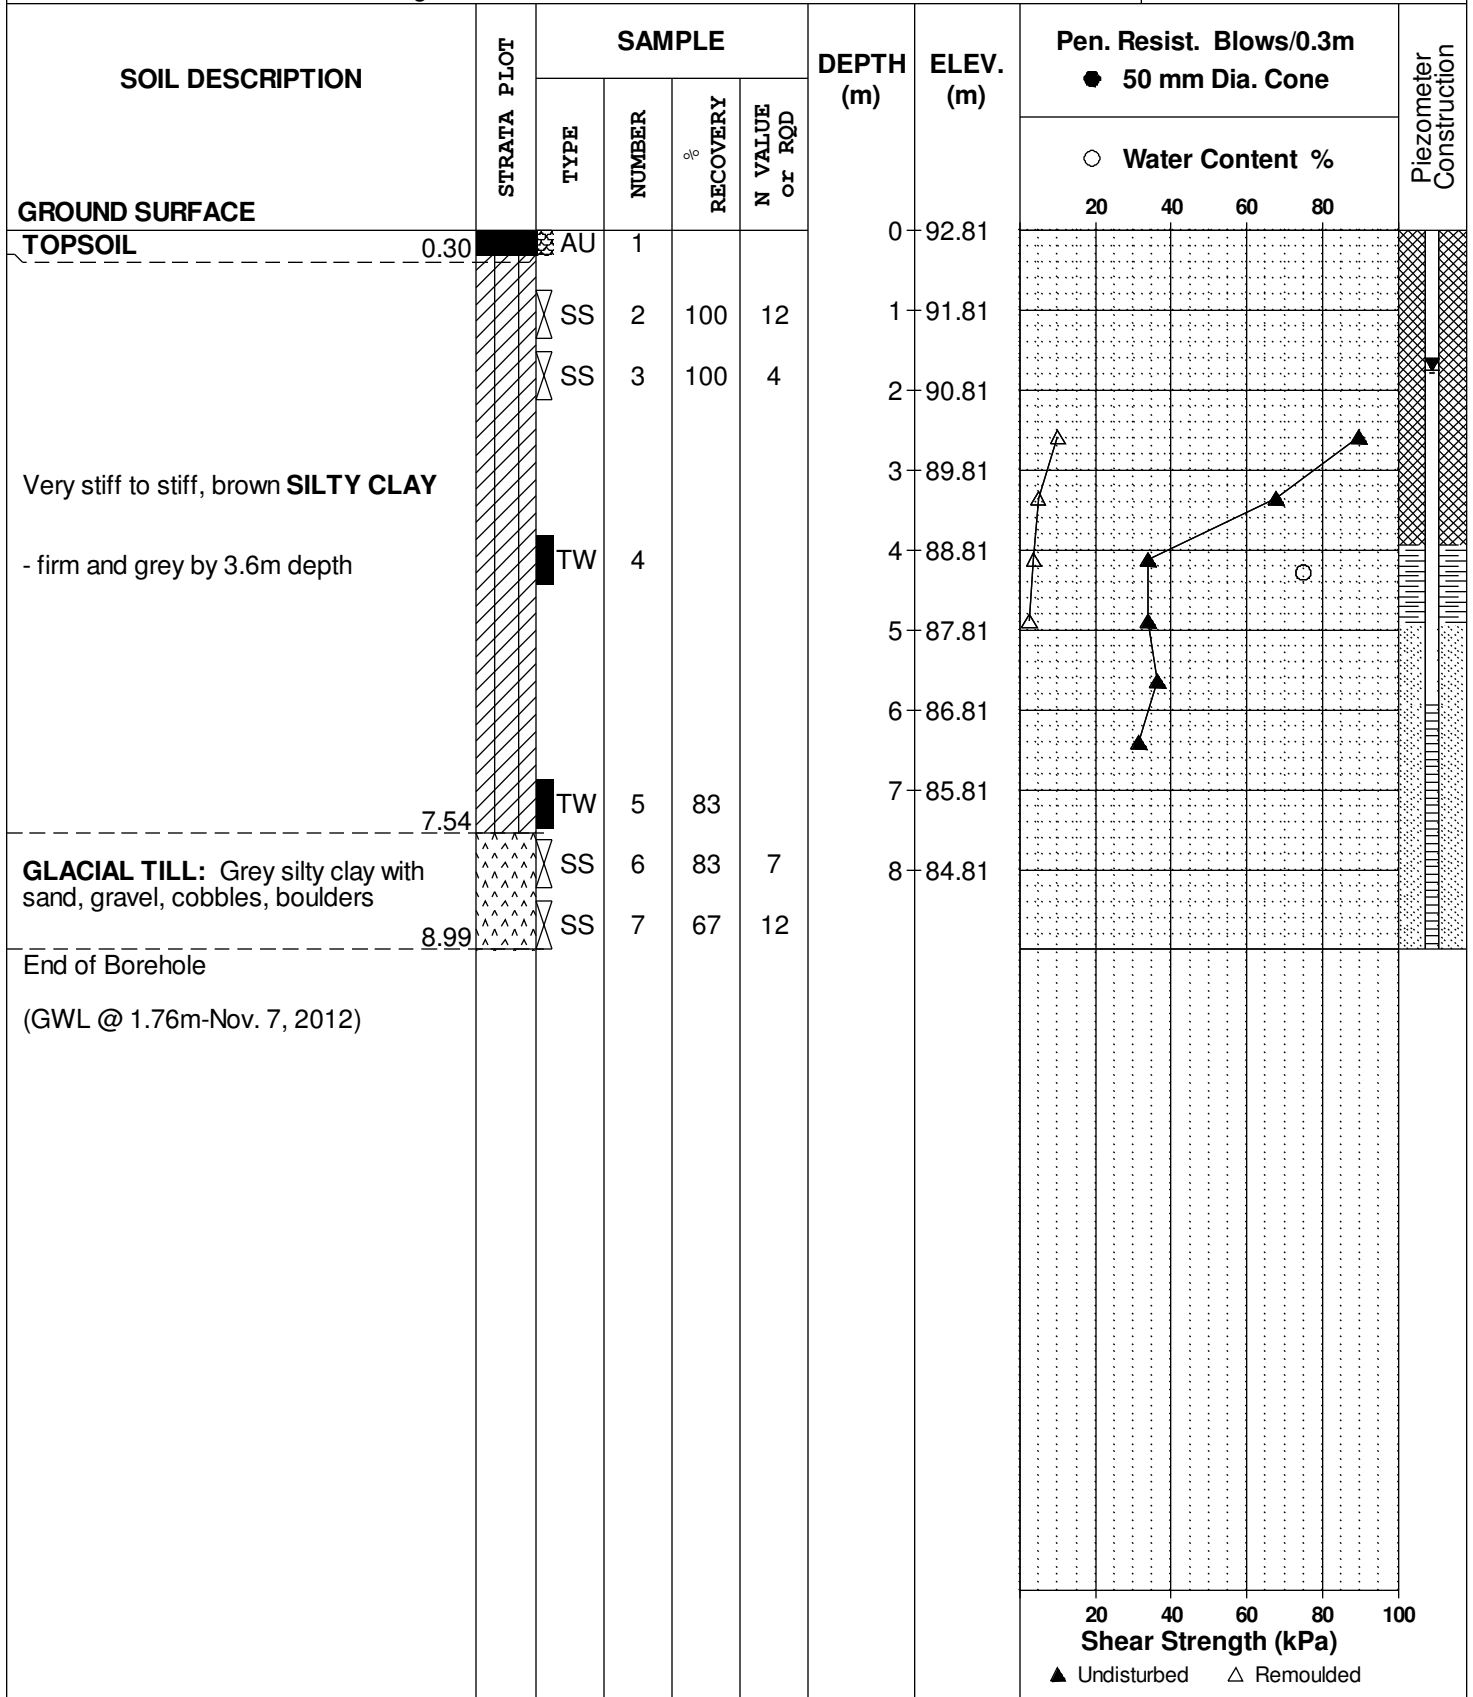 SOIL DESCRIPTION
GROUND SURFACE
STRATA PLOT
SAMPLE
TYPE
NUMBER
% RECOVERY
N VALUE or RQD
DEPTH (m)
ELEV. (m)
Pen. Resist. Blows/0.3m
● 50 mm Dia. Cone
○ Water Content %
20 40 60 80
Piezometer Construction
TOPSOIL 0.30 AU 1
0 92.81
SS 2 100 12
1 91.81
SS 3 100 4
2 90.81
3 89.81
Very stiff to stiff, brown SILTY CLAY
4 88.81
- firm and grey by 3.6m depth
TW 4
5 87.81
6 86.81
7 85.81
TW 5 83
7.54
GLACIAL TILL: Grey silty clay with
sand, gravel, cobbles, boulders
SS 6 83 7
8 84.81
SS 7 67 12
8.99
End of Borehole
(GWL @ 1.76m-Nov. 7, 2012)
20 40 60 80 100
Shear Strength (kPa)
▲ Undisturbed △ Remoulded